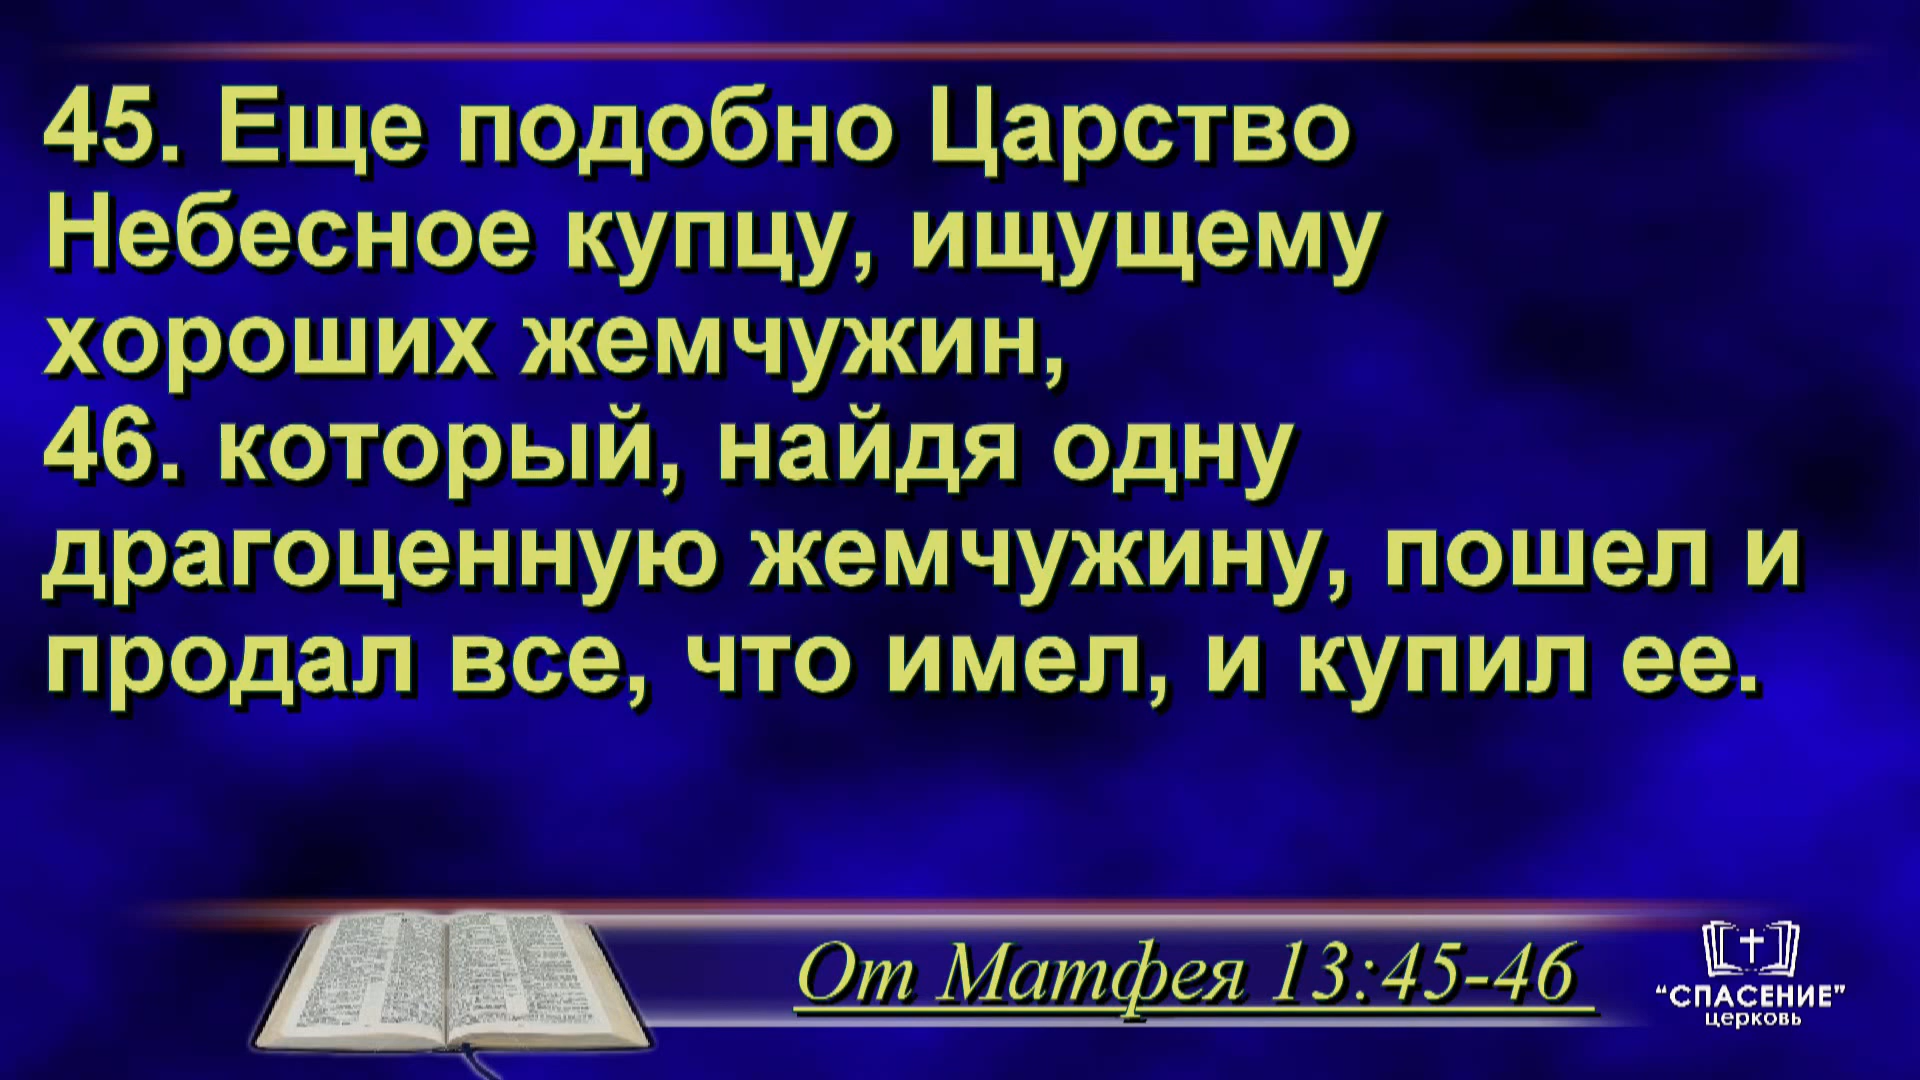 45. Еще подобно Царство
Небесное купцу, ищущему
хороших жемчужин,
46. который, найдя одну
драгоценную жемчужину, пошел и
продал все, что имел, и купил ее.
От Матфея 13:45-46
“СПАСЕНИЕ”
церковь